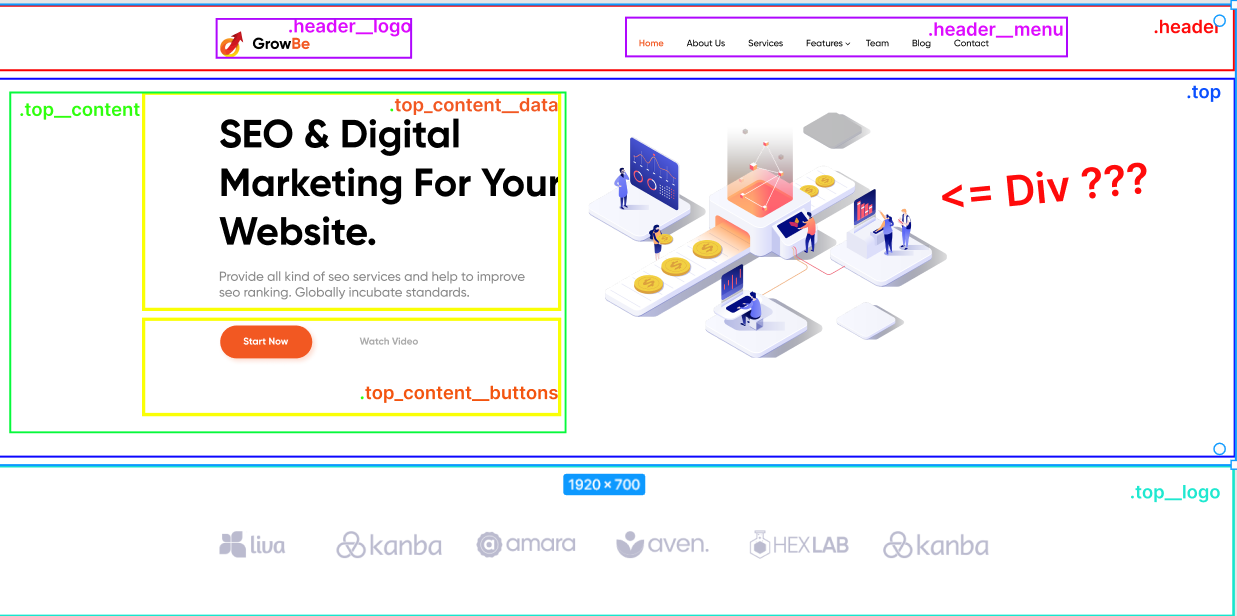 .header__logo
GrowBe
.header__menu
.header
Home About Us Services Features Team Blog Contact
.top__content
.top_content__data
.top
SEO & Digital
Marketing For Your
Website.
<= Div ???
Provide all kind of seo services and help to improve
seo ranking. Globally incubate standards.
Start Now Watch Video
.top_content__buttons
1920 × 700
.top__logo
liva kanba amara aven. HEXLAB kanba